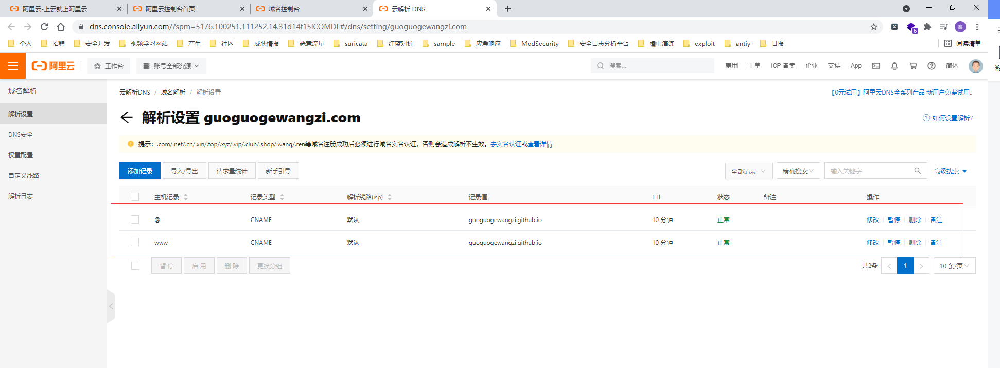 阿里云-上云就上阿里云
阿里云控制台首页
域名控制台
云解析 DNS
dns.console.aliyun.com/?spm=5176.100251.111252.14.31d14f15iCOMDL#/dns/setting/guoguogewangzi.com
6
鑫
个人 招聘 安全开发 视频学习网站 产生 社区 威胁情报 恶意流量 suricata 红蓝对抗 sample 应急响应 ModSecurity 安全日志分析平台 蠕虫演练 exploit antiy 日报 阅读清单
阿里云 工作台 账号全部资源 搜索... 费用 工单 ICP 备案 企业 支持 App 简体
域名解析
解析设置
DNS安全
权重配置
自定义线路
解析日志
云解析DNS / 域名解析 / 解析设置
【0元试用】阿里云DNS全系列产品 新用户免费试用。
解析设置 guoguogewangzi.com
如何设置解析?
提示：.com/.net/.cn/.xin/.top/.xyz/.vip/.club/.shop/.wang/.ren等域名注册成功后必须进行域名实名认证，否则会造成解析不生效。去实名认证或查看详情
添加记录 导入/导出 请求量统计 新手引导 全部记录 精确搜索 输入关键字 高级搜索
主机记录 记录类型 解析线路(isp) 记录值 TTL 状态 备注 操作
@ CNAME 默认 guoguogewangzi.github.io 10 分钟 正常 修改 暂停 删除 备注
www CNAME 默认 guoguogewangzi.github.io 10 分钟 正常 修改 暂停 删除 备注
暂 停 启 用 删 除 更换分组 共2条 < 1 > 10 条/页